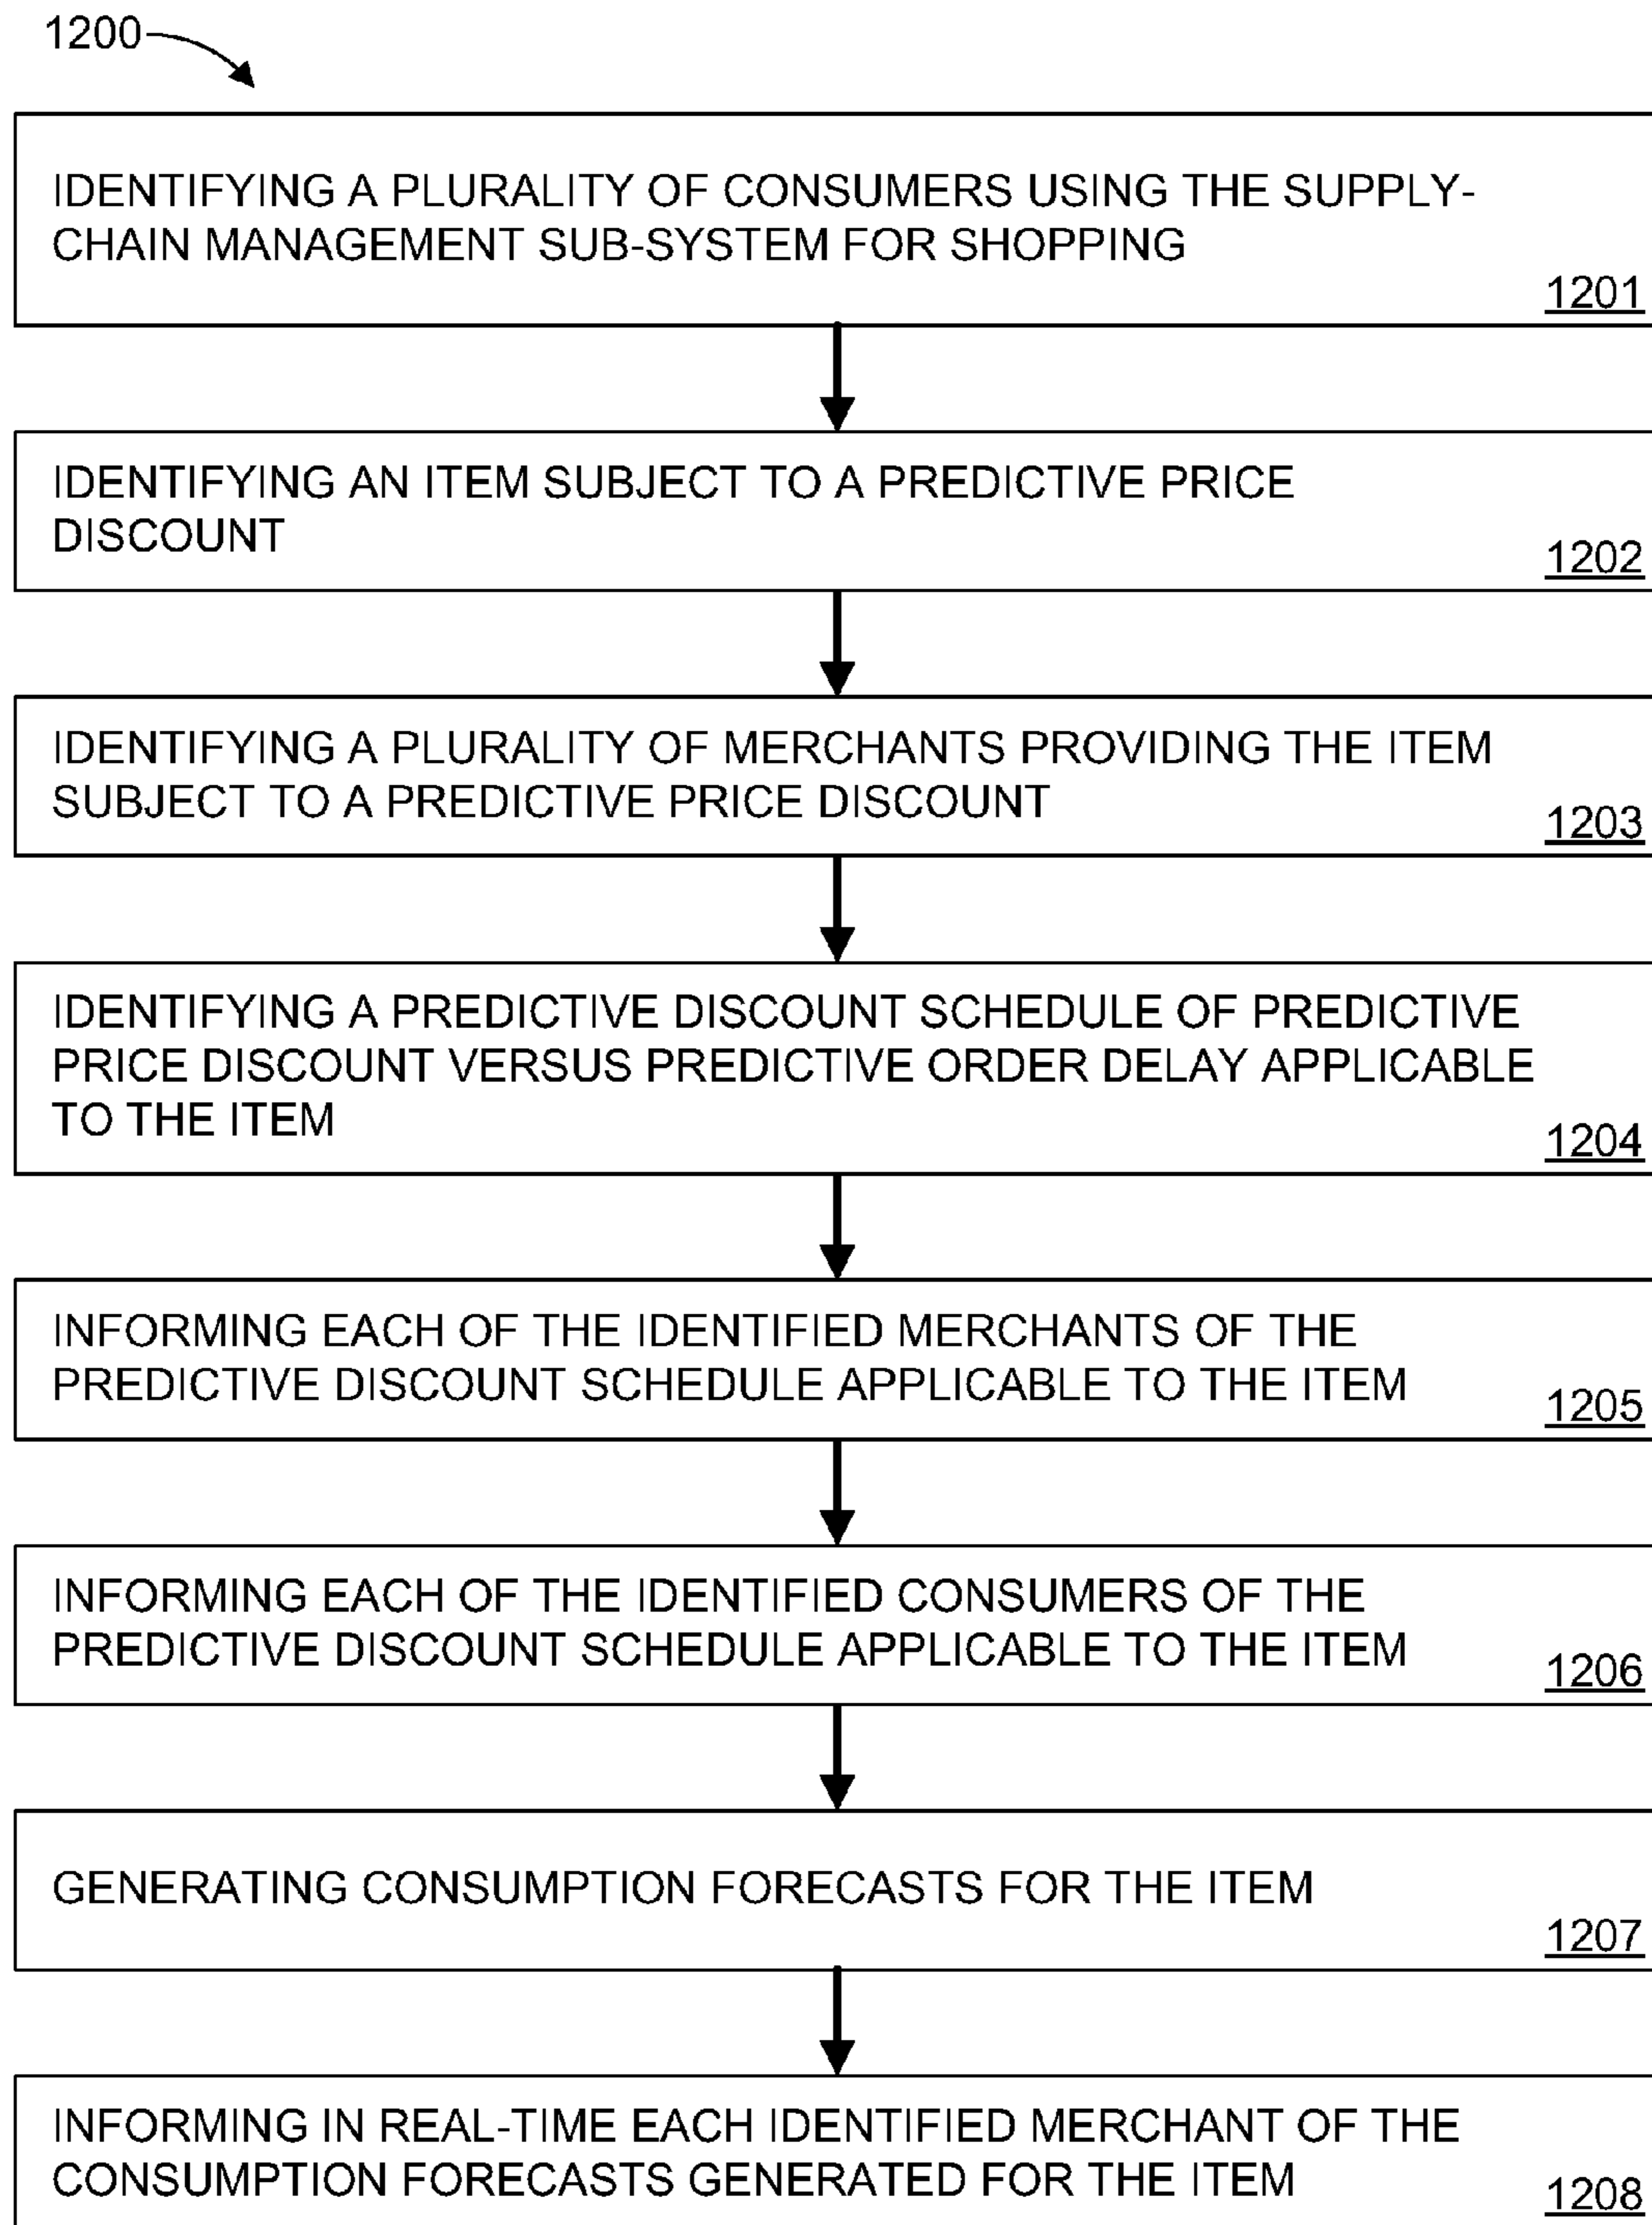 1200
IDENTIFYING A PLURALITY OF CONSUMERS USING THE SUPPLY-
CHAIN MANAGEMENT SUB-SYSTEM FOR SHOPPING
1201
IDENTIFYING AN ITEM SUBJECT TO A PREDICTIVE PRICE
DISCOUNT
1202
IDENTIFYING A PLURALITY OF MERCHANTS PROVIDING THE ITEM
SUBJECT TO A PREDICTIVE PRICE DISCOUNT
1203
IDENTIFYING A PREDICTIVE DISCOUNT SCHEDULE OF PREDICTIVE
PRICE DISCOUNT VERSUS PREDICTIVE ORDER DELAY APPLICABLE
TO THE ITEM
1204
INFORMING EACH OF THE IDENTIFIED MERCHANTS OF THE
PREDICTIVE DISCOUNT SCHEDULE APPLICABLE TO THE ITEM
1205
INFORMING EACH OF THE IDENTIFIED CONSUMERS OF THE
PREDICTIVE DISCOUNT SCHEDULE APPLICABLE TO THE ITEM
1206
GENERATING CONSUMPTION FORECASTS FOR THE ITEM
1207
INFORMING IN REAL-TIME EACH IDENTIFIED MERCHANT OF THE
CONSUMPTION FORECASTS GENERATED FOR THE ITEM
1208